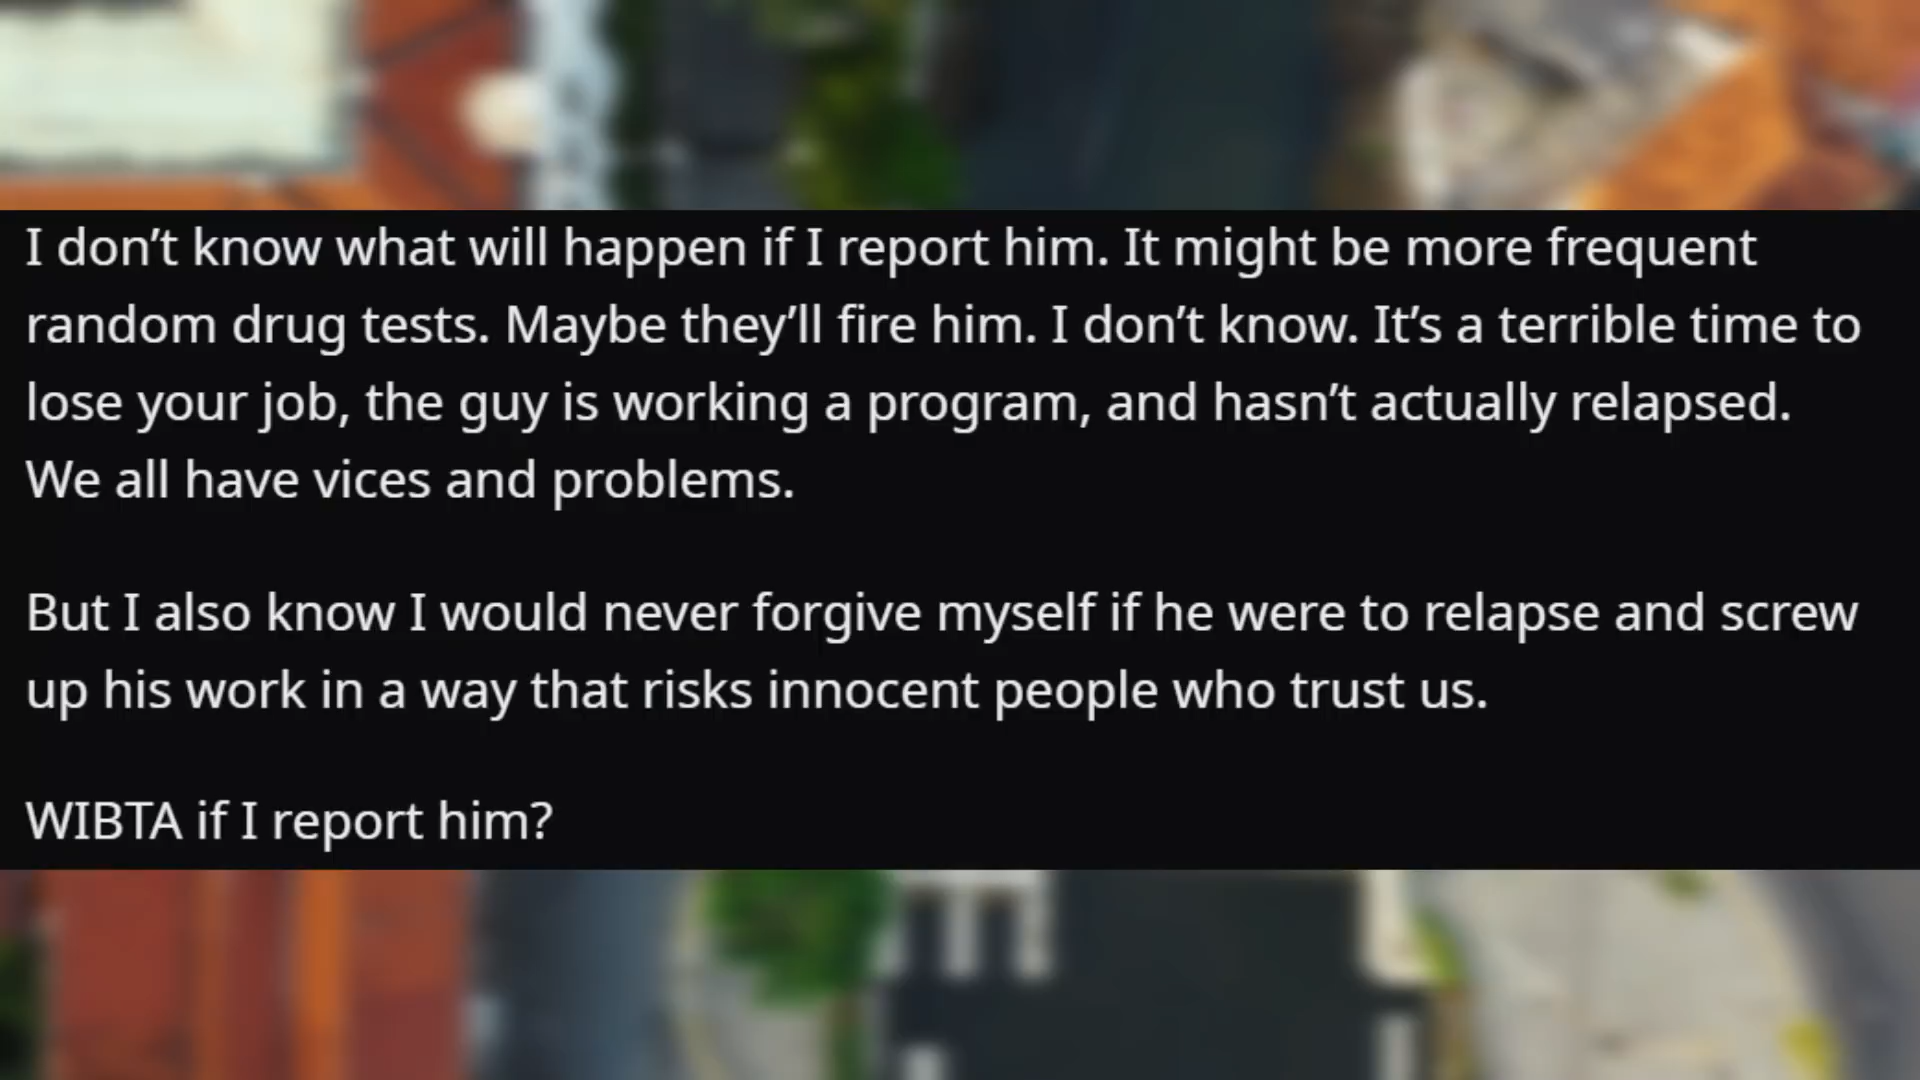 I don’t know what will happen if I report him. It might be more frequent
random drug tests. Maybe they’ll fire him. I don’t know. It’s a terrible time to
lose your job, the guy is working a program, and hasn’t actually relapsed.
We all have vices and problems.
But I also know I would never forgive myself if he were to relapse and screw
up his work in a way that risks innocent people who trust us.
WIBTA if I report him?